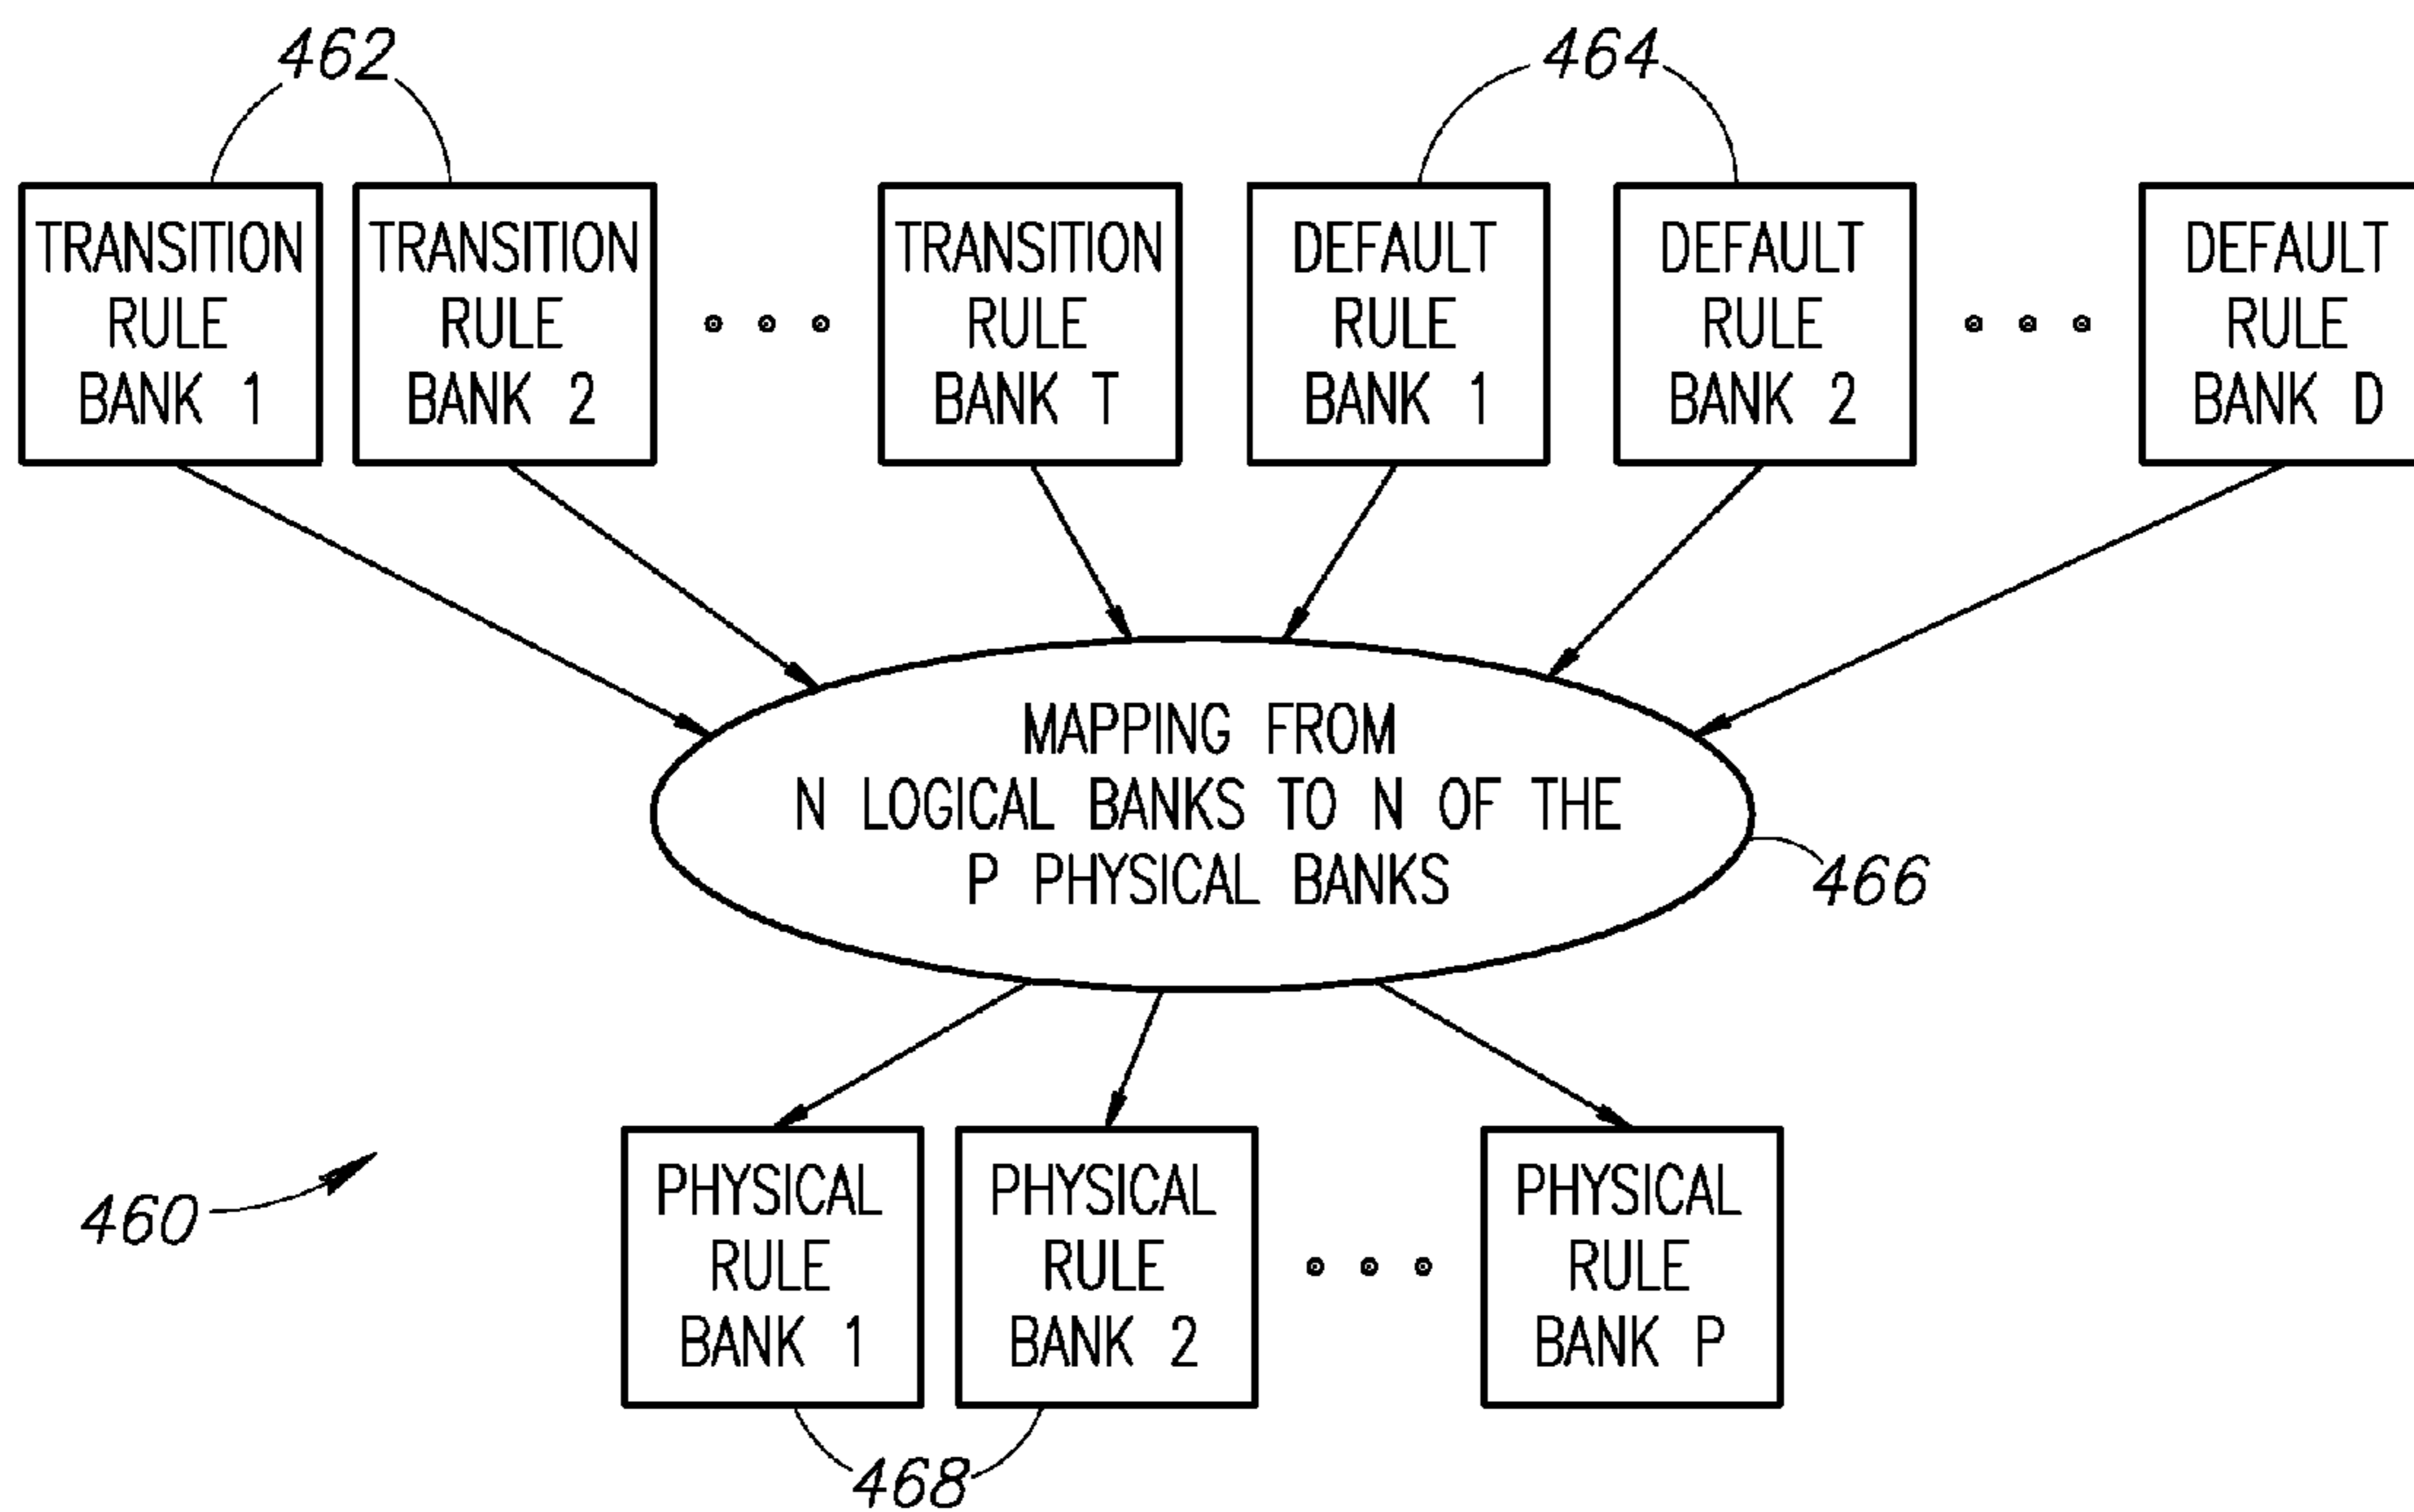 462
464
TRANSITION
RULE
BANK 1
TRANSITION
RULE
BANK 2
TRANSITION
RULE
BANK T
DEFAULT
RULE
BANK 1
DEFAULT
RULE
BANK 2
DEFAULT
RULE
BANK D
MAPPING FROM
N LOGICAL BANKS TO N OF THE
P PHYSICAL BANKS
466
460
PHYSICAL
RULE
BANK 1
PHYSICAL
RULE
BANK 2
PHYSICAL
RULE
BANK P
468